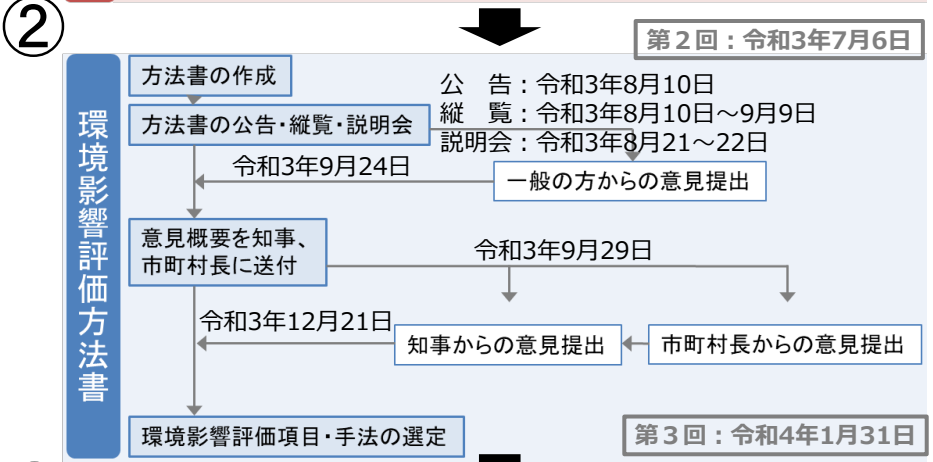 ②
第２回：令和3年7月6日
環境影響評価方法書
方法書の作成
公　告：令和3年8月10日
方法書の公告・縦覧・説明会
縦　覧：令和3年8月10日～9月9日
説明会：令和3年8月21～22日
令和3年9月24日
一般の方からの意見提出
意見概要を知事、
市町村長に送付
令和3年9月29日
令和3年12月21日
知事からの意見提出
市町村長からの意見提出
環境影響評価項目・手法の選定
第３回：令和4年1月31日